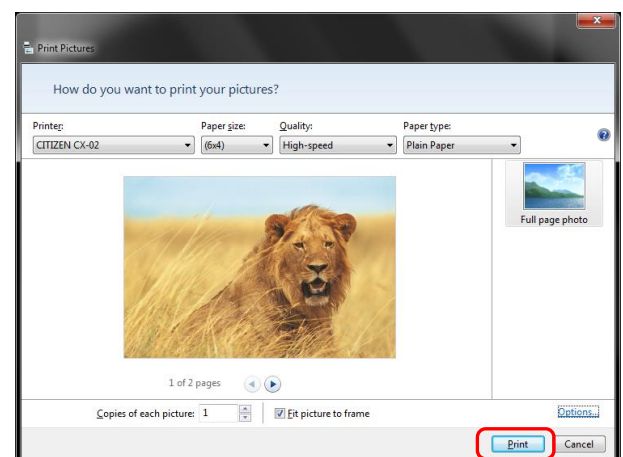 Print Pictures
How do you want to print your pictures?
Printer: Paper size: Quality: Paper type:
CITIZEN CX-02 (6x4) High-speed Plain Paper
Full page photo
1 of 2 pages
Copies of each picture: 1 Fit picture to frame Options...
Print Cancel